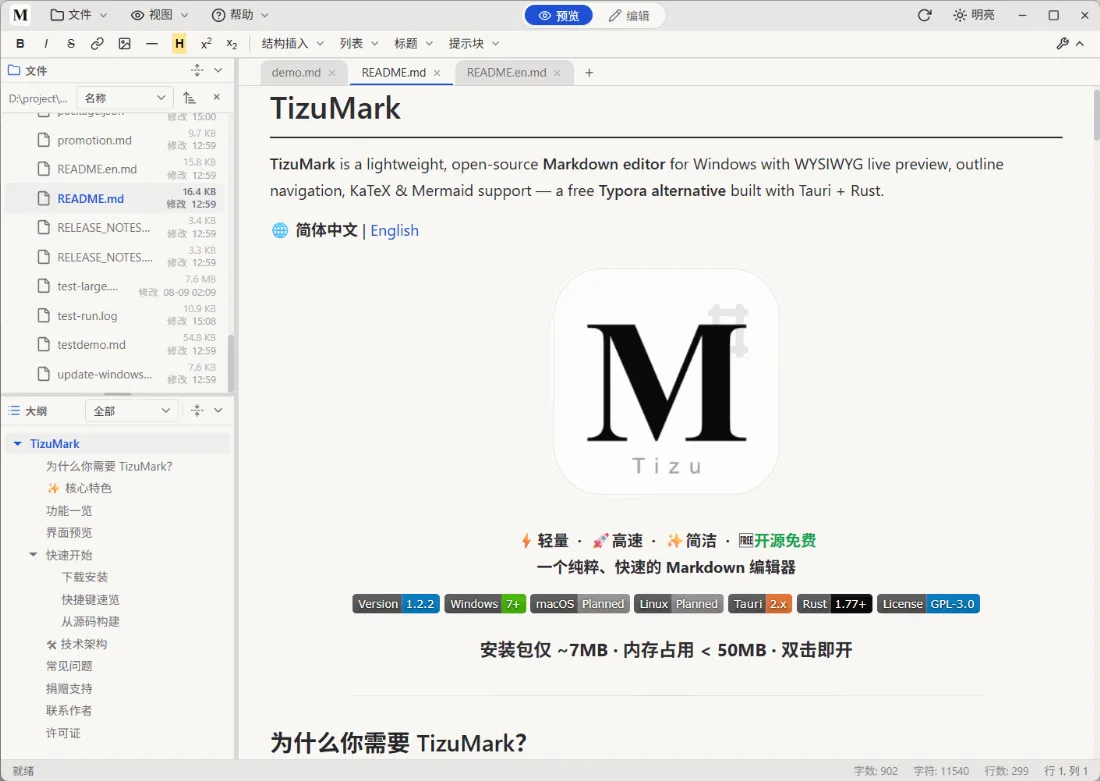 M 文件 视图 帮助 预览 编辑 明亮
B I S H x² x₂ 结构插入 列表 标题 提示块
文件
D:\project\... 名称
package.json 修改 15:00
promotion.md 9.7 KB
修改 12:59
README.en.md 15.8 KB
修改 12:59
README.md 16.4 KB
修改 12:59
RELEASE_NOTES... 3.4 KB
修改 12:59
RELEASE_NOTES.... 3.3 KB
修改 12:59
test-large.... 7.6 MB
修改 08-09 02:09
test-run.log 10.9 KB
修改 15:08
testdemo.md 54.8 KB
修改 12:59
update-windows... 7.6 KB
修改 12:59
大纲 全部
TizuMark
为什么你需要 TizuMark?
✨ 核心特色
功能一览
界面预览
快速开始
下载安装
快捷键速览
从源码构建
🛠 技术架构
常见问题
捐赠支持
联系作者
许可证
demo.md × README.md × README.en.md × +
TizuMark
TizuMark is a lightweight, open-source Markdown editor for Windows with WYSIWYG live preview, outline
navigation, KaTeX & Mermaid support — a free Typora alternative built with Tauri + Rust.
🌐 简体中文 | English
M
Tizu
⚡ 轻量 · 🚀 高速 · ✨ 简洁 · 🆓 开源免费
一个纯粹、快速的 Markdown 编辑器
Version 1.2.2 Windows 7+ macOS Planned Linux Planned Tauri 2.x Rust 1.77+ License GPL-3.0
安装包仅 ~7MB · 内存占用 < 50MB · 双击即开
为什么你需要 TizuMark?
就绪 字数: 902 字符: 11540 行数: 299 行 1, 列 1